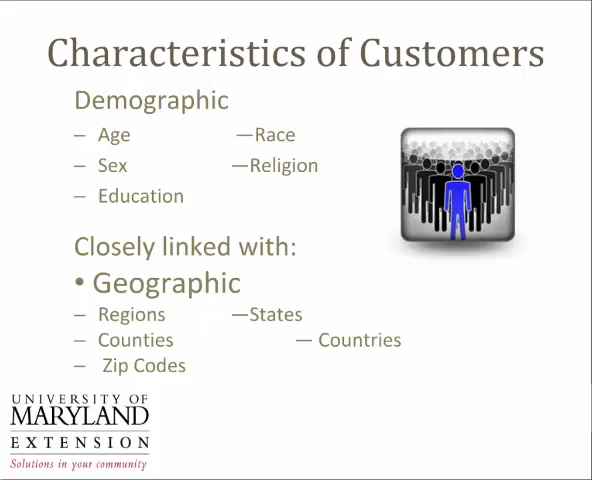 Characteristics of Customers
Demographic
– Age —Race
– Sex —Religion
– Education
Closely linked with:
• Geographic
– Regions —States
– Counties — Countries
– Zip Codes
UNIVERSITY OF
MARYLAND
EXTENSION
Solutions in your community